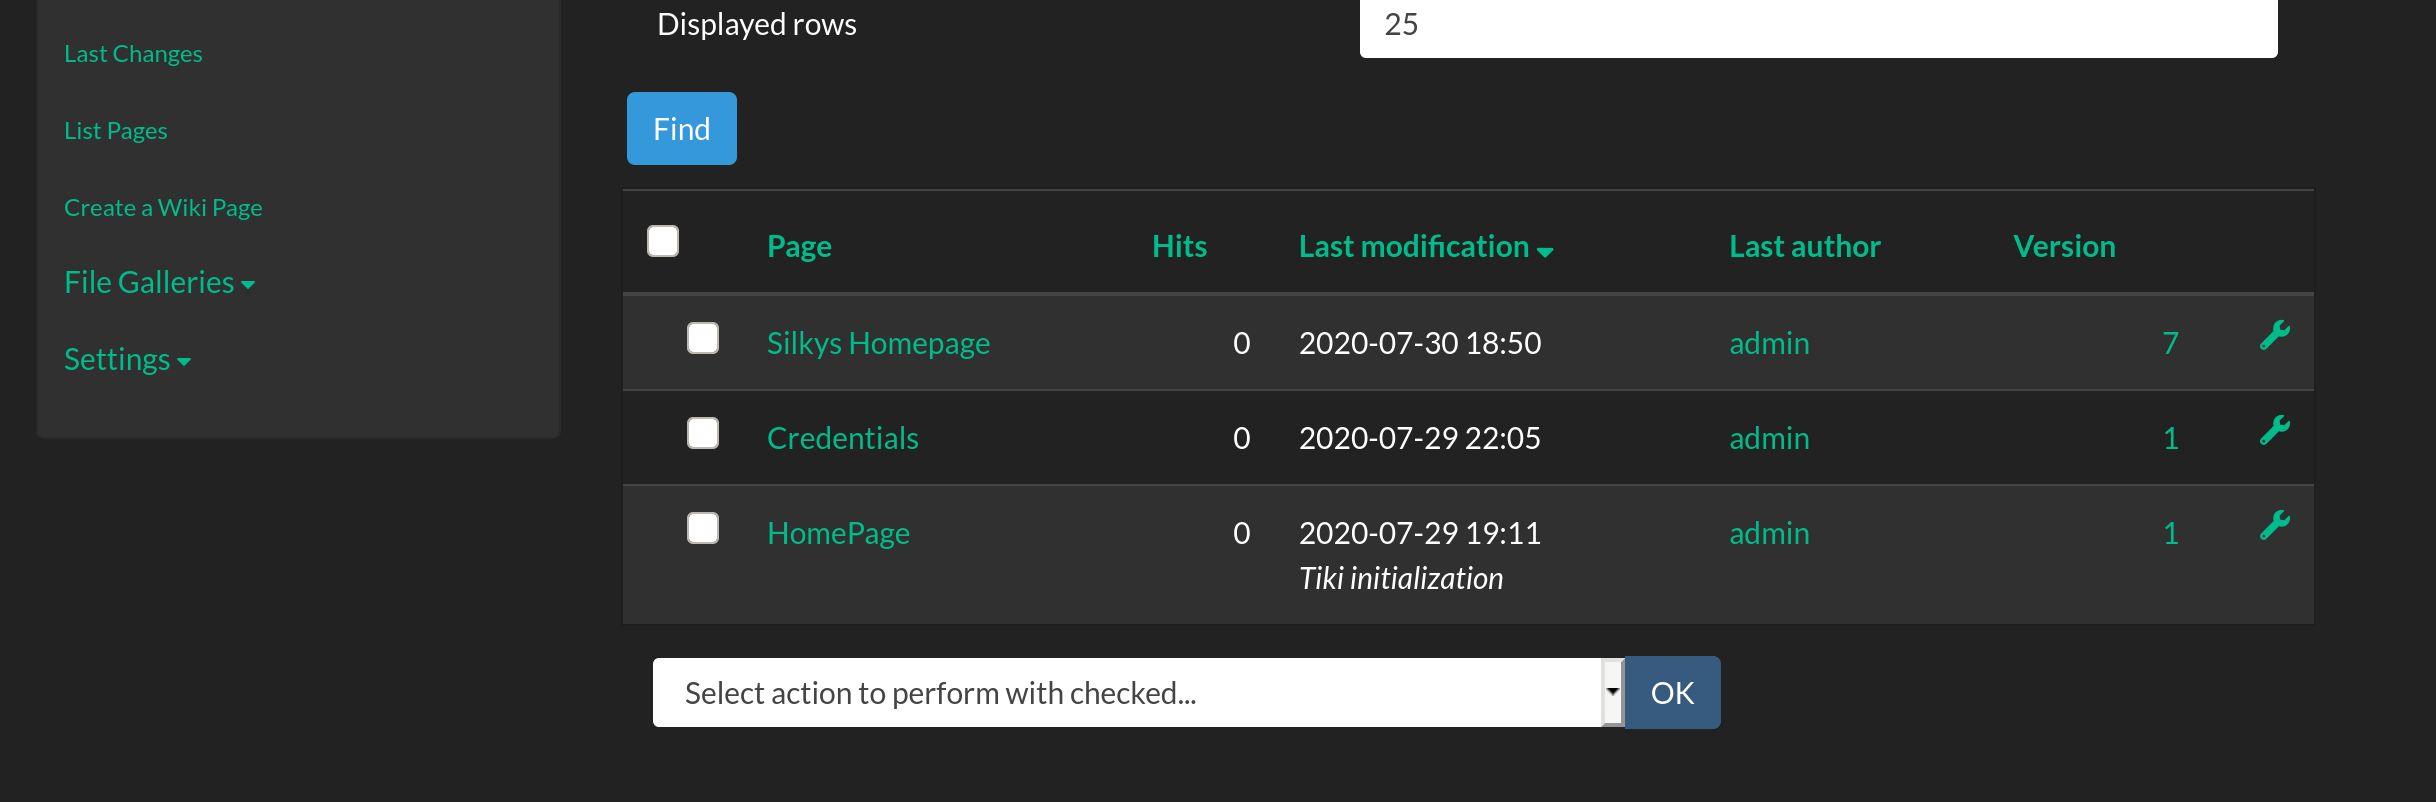 Last Changes
List Pages
Create a Wiki Page
File Galleries
Settings
Displayed rows 25
Find
Page Hits Last modification Last author Version
Silkys Homepage 0 2020-07-30 18:50 admin 7
Credentials 0 2020-07-29 22:05 admin 1
HomePage 0 2020-07-29 19:11 admin 1
Tiki initialization
Select action to perform with checked... OK